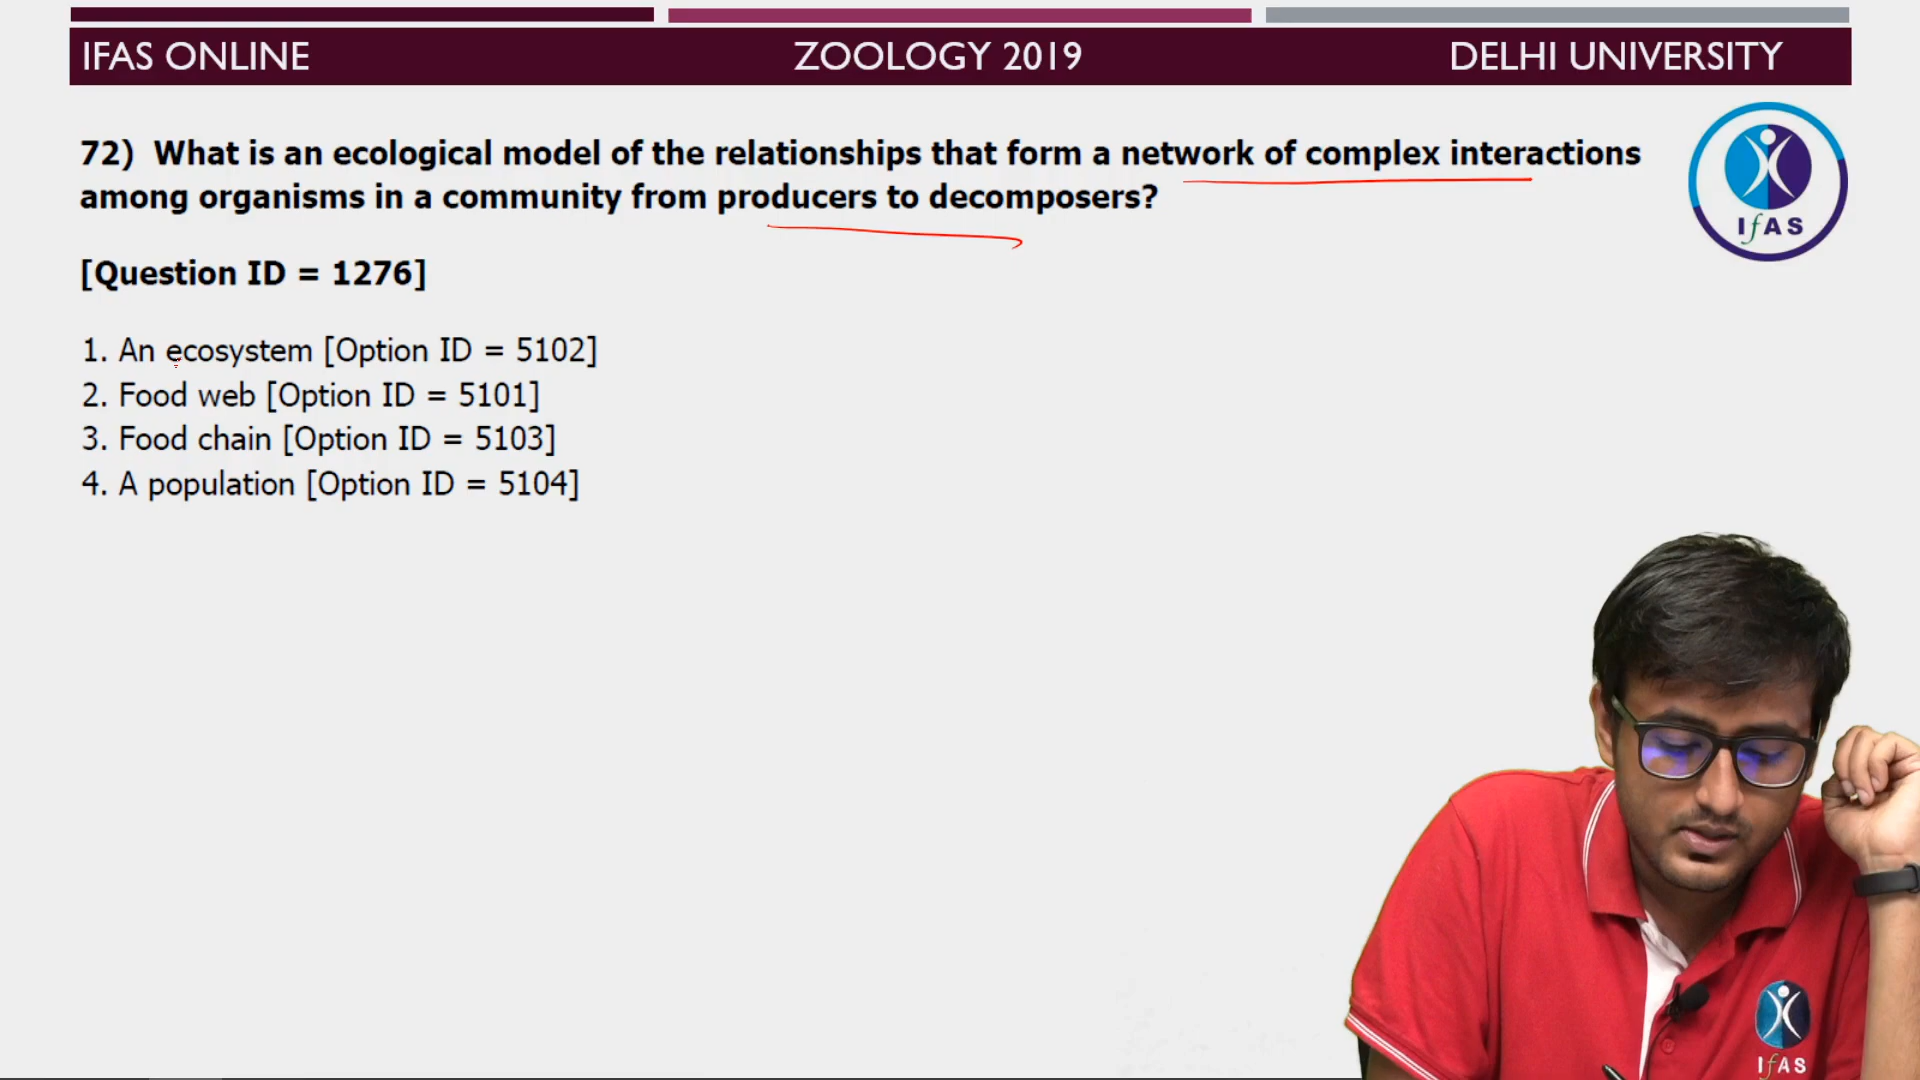 IFAS ONLINE ZOOLOGY 2019 DELHI UNIVERSITY
72) What is an ecological model of the relationships that form a network of complex interactions
among organisms in a community from producers to decomposers?
IfAS
[Question ID = 1276]
1. An ecosystem [Option ID = 5102]
2. Food web [Option ID = 5101]
3. Food chain [Option ID = 5103]
4. A population [Option ID = 5104]
IfAS